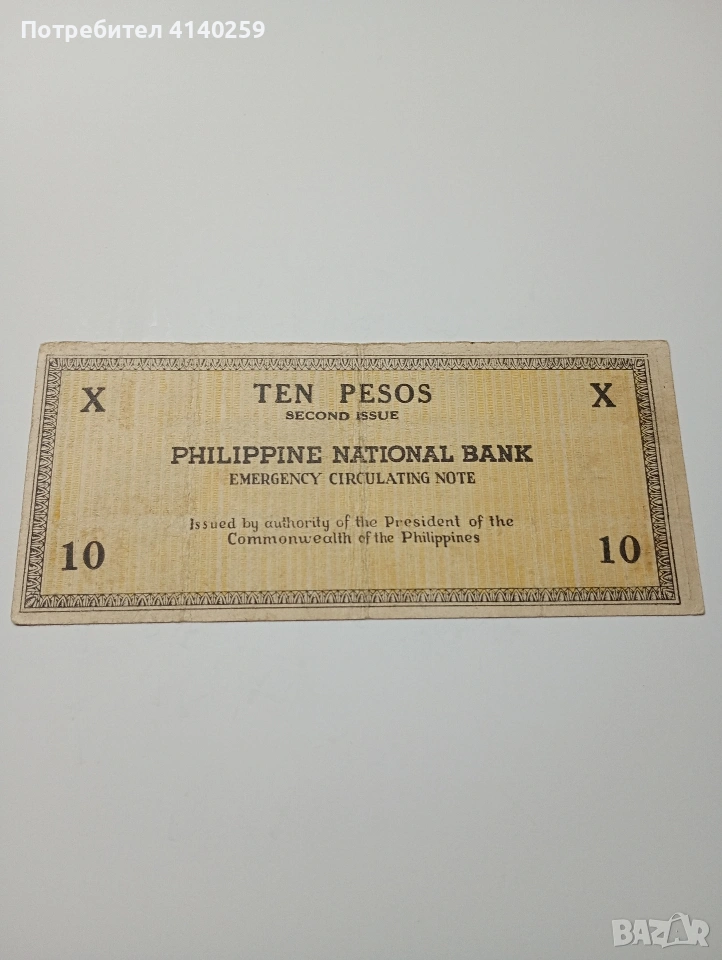 Потребител 4140259
X TEN PESOS X
SECOND ISSUE
PHILIPPINE NATIONAL BANK
EMERGENCY CIRCULATING NOTE
Issued by authority of the President of the
Commonwealth of the Philippines
10 10
BAZAR